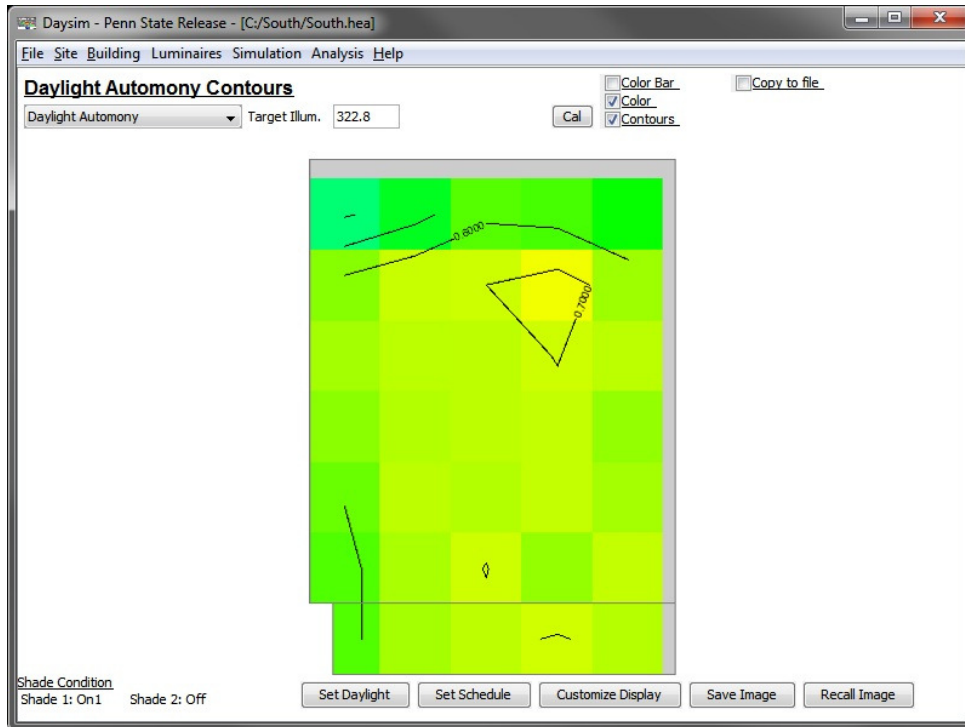 Daysim - Penn State Release - [C:/South/South.hea]
File Site Building Luminaires Simulation Analysis Help
Daylight Automony Contours
Color Bar
Copy to file
Daylight Automony
Target Illum.
322.8
Cal
Color
Contours
0.8000
0.7000
Shade Condition
Shade 1: On1 Shade 2: Off
Set Daylight
Set Schedule
Customize Display
Save Image
Recall Image